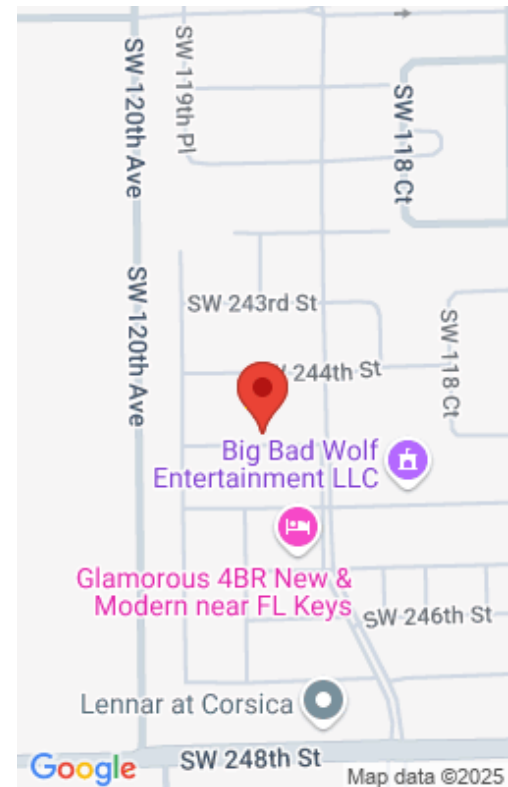 SW 120th Ave
SW 119th Pl
SW 118 Ct
SW 120th Ave
SW 243rd St
SW 118 Ct
244th St
Big Bad Wolf
Entertainment LLC
Glamorous 4BR New &
Modern near FL Keys
SW 246th St
Lennar at Corsica
SW 248th St
Google
Map data ©2025